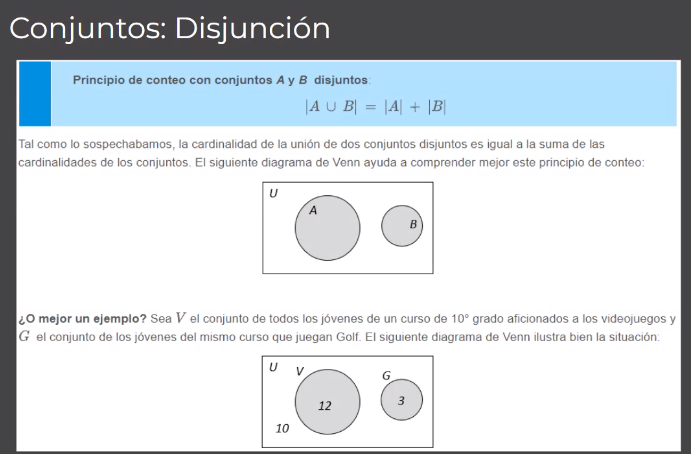 Conjuntos: Disjunción
Principio de conteo con conjuntos A y B disjuntos:
|A ∪ B| = |A| + |B|
Tal como lo sospechabamos, la cardinalidad de la unión de dos conjuntos disjuntos es igual a la suma de las
cardinalidades de los conjuntos. El siguiente diagrama de Venn ayuda a comprender mejor este principio de conteo:
U
A
B
¿O mejor un ejemplo? Sea V el conjunto de todos los jóvenes de un curso de 10° grado aficionados a los videojuegos y
G el conjunto de los jóvenes del mismo curso que juegan Golf. El siguiente diagrama de Venn ilustra bien la situación:
U V G
12 3
10